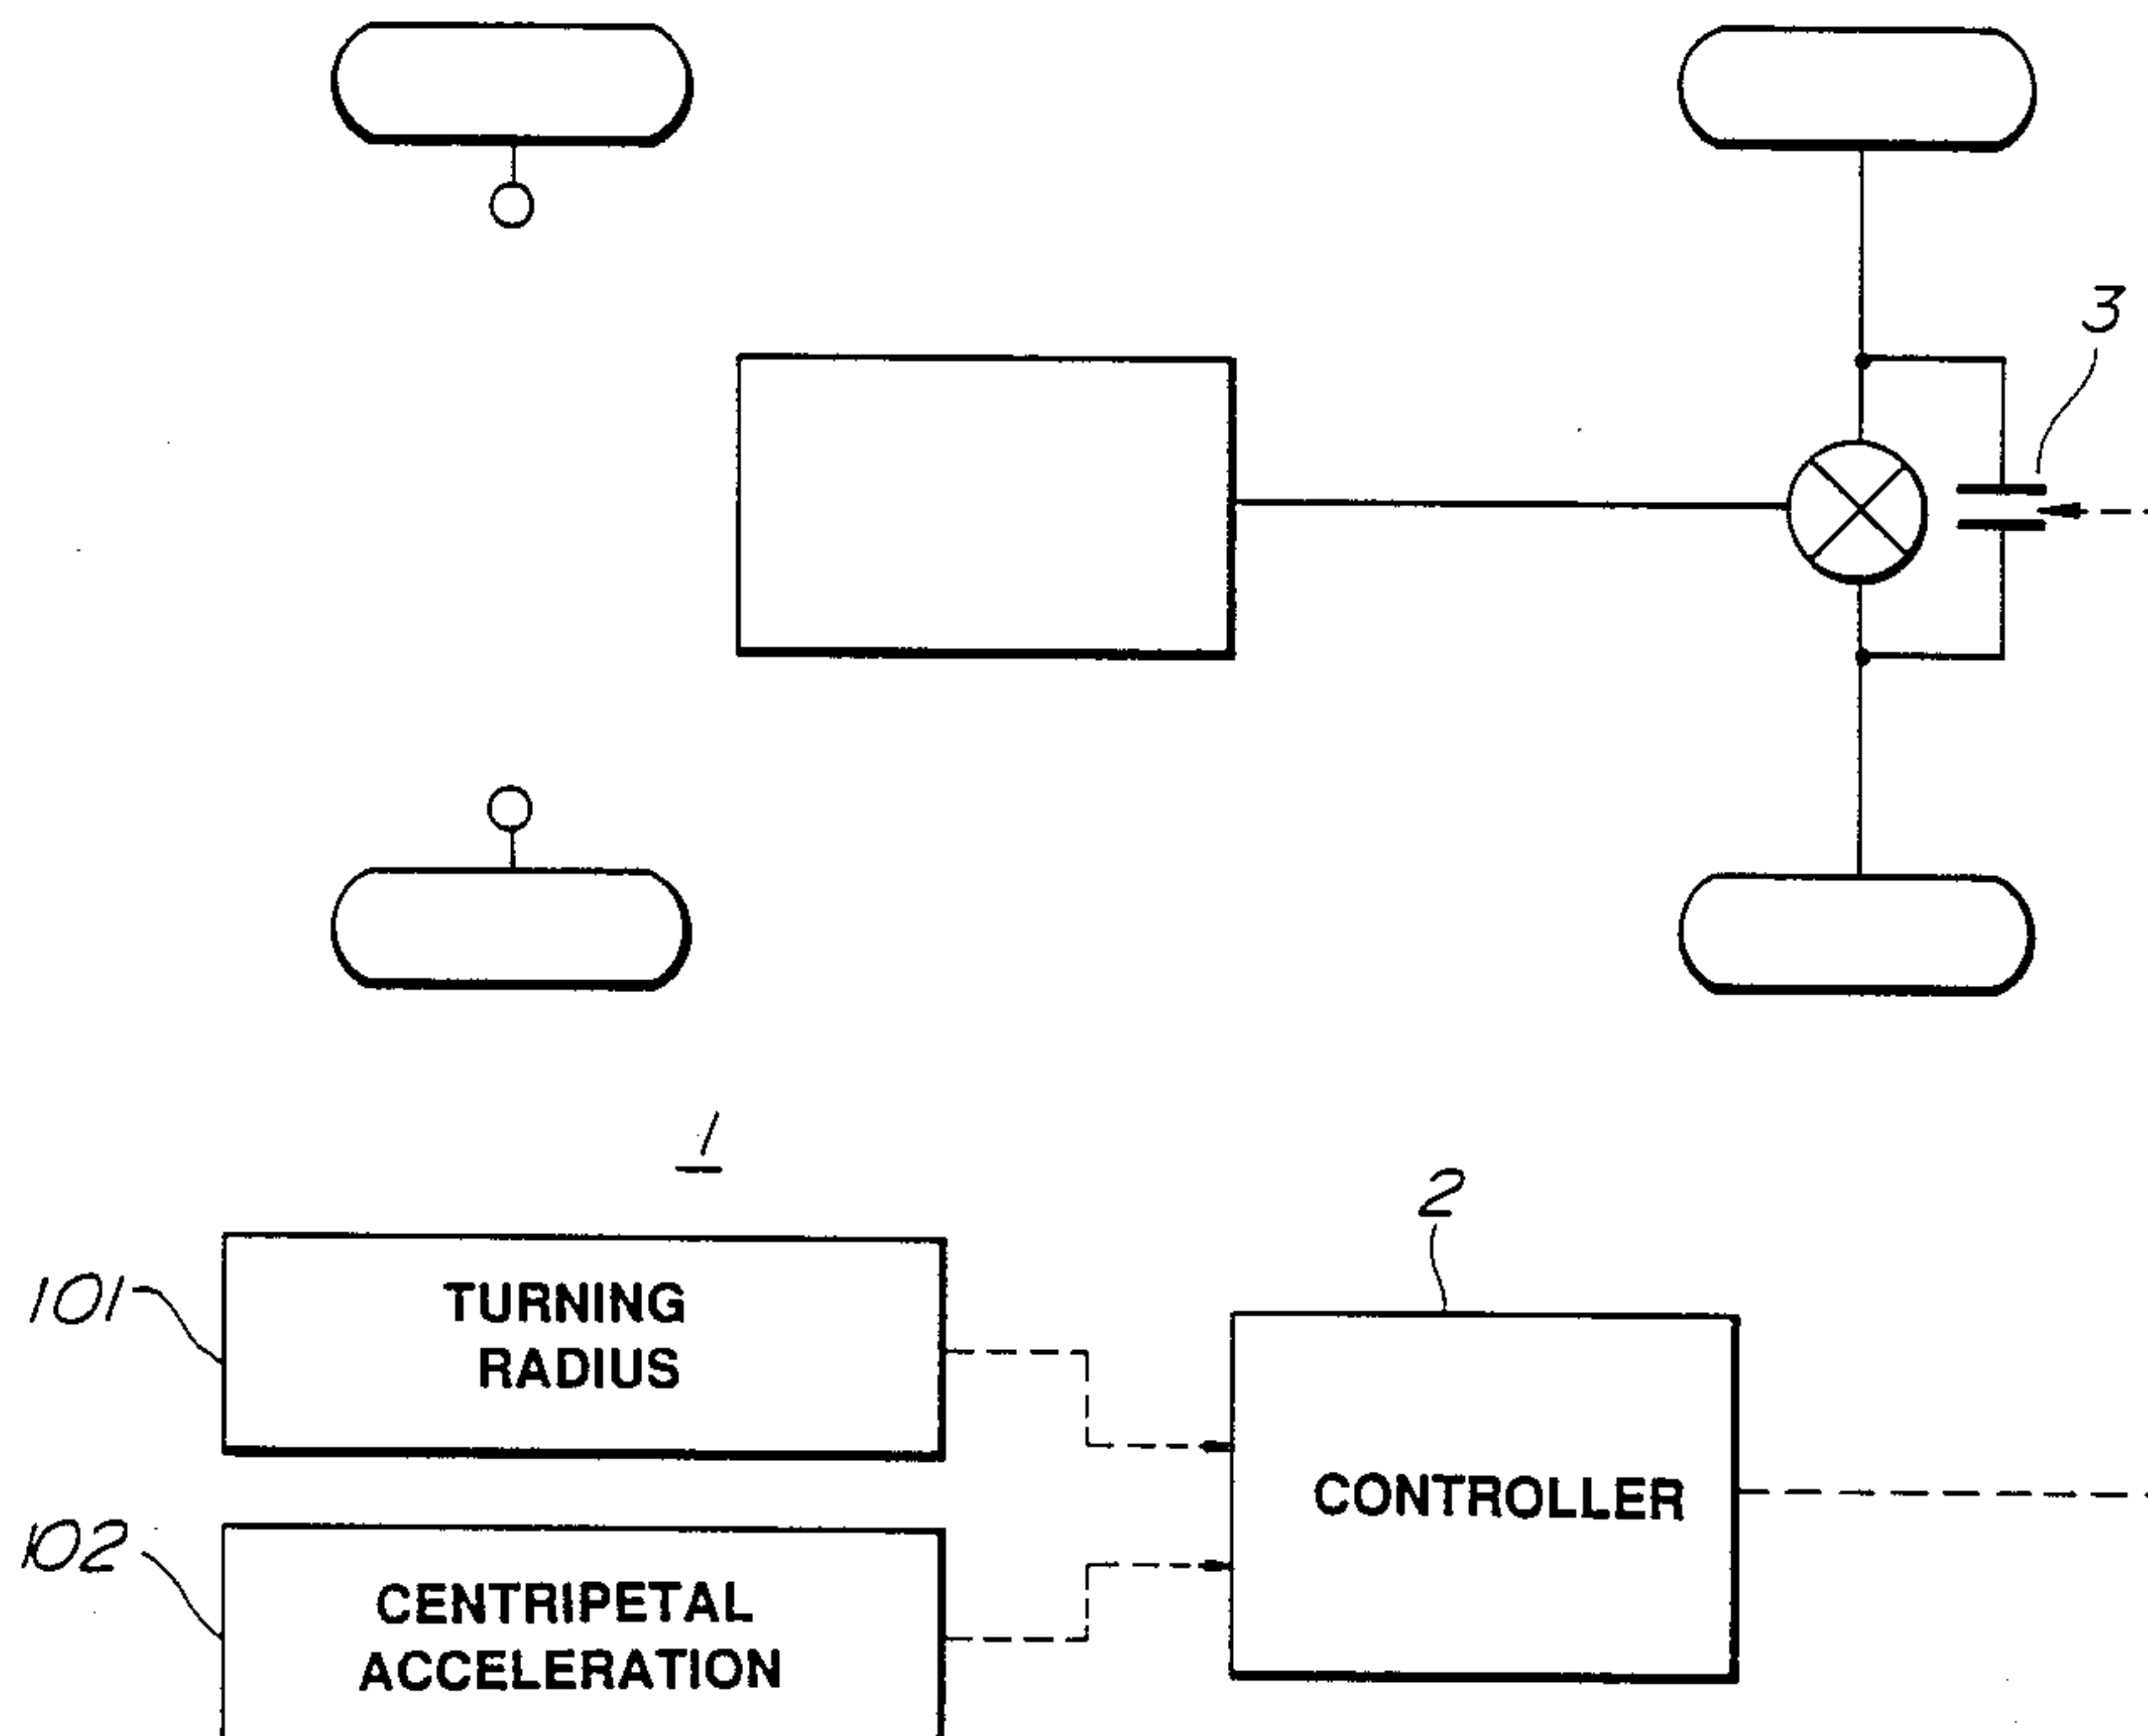 3
1
2
101
TURNING
RADIUS
CONTROLLER
102
CENTRIPETAL
ACCELERATION